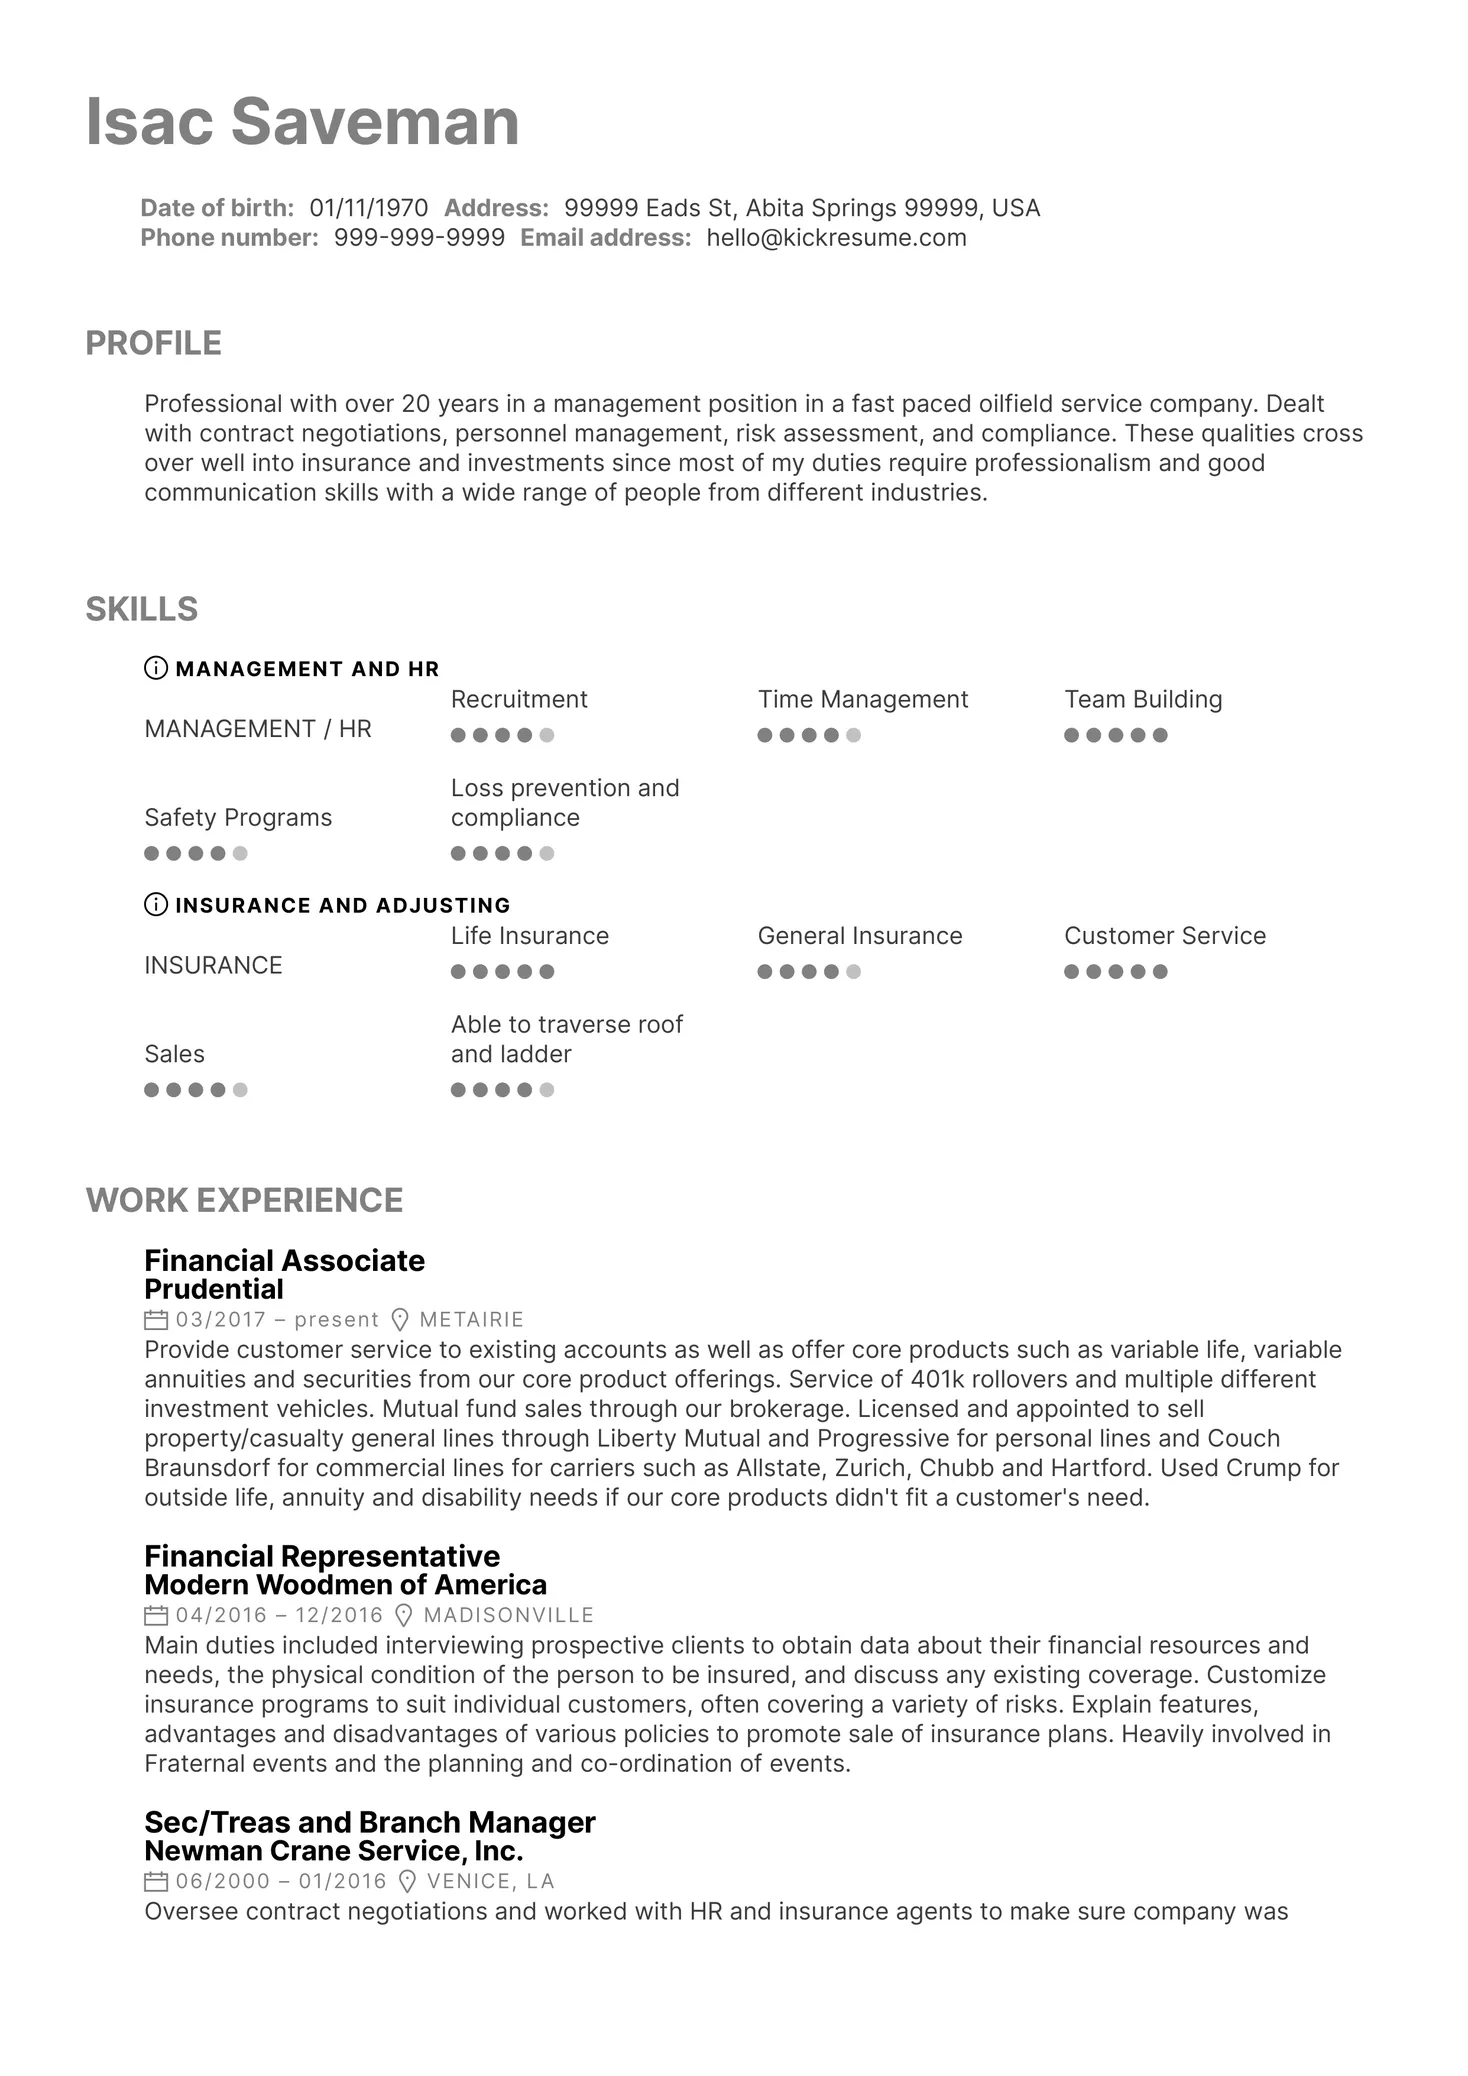 Isac Saveman
Date of birth: 01/11/1970 Address: 99999 Eads St, Abita Springs 99999, USA
Phone number: 999-999-9999 Email address: hello@kickresume.com
PROFILE
Professional with over 20 years in a management position in a fast paced oilfield service company. Dealt
with contract negotiations, personnel management, risk assessment, and compliance. These qualities cross
over well into insurance and investments since most of my duties require professionalism and good
communication skills with a wide range of people from different industries.
SKILLS
MANAGEMENT AND HR
MANAGEMENT / HR
Recruitment
Time Management
Team Building
Safety Programs
Loss prevention and
compliance
INSURANCE AND ADJUSTING
INSURANCE
Life Insurance
General Insurance
Customer Service
Sales
Able to traverse roof
and ladder
WORK EXPERIENCE
Financial Associate
Prudential
03/2017 – present METAIRIE
Provide customer service to existing accounts as well as offer core products such as variable life, variable
annuities and securities from our core product offerings. Service of 401k rollovers and multiple different
investment vehicles. Mutual fund sales through our brokerage. Licensed and appointed to sell
property/casualty general lines through Liberty Mutual and Progressive for personal lines and Couch
Braunsdorf for commercial lines for carriers such as Allstate, Zurich, Chubb and Hartford. Used Crump for
outside life, annuity and disability needs if our core products didn't fit a customer's need.
Financial Representative
Modern Woodmen of America
04/2016 – 12/2016 MADISONVILLE
Main duties included interviewing prospective clients to obtain data about their financial resources and
needs, the physical condition of the person to be insured, and discuss any existing coverage. Customize
insurance programs to suit individual customers, often covering a variety of risks. Explain features,
advantages and disadvantages of various policies to promote sale of insurance plans. Heavily involved in
Fraternal events and the planning and co-ordination of events.
Sec/Treas and Branch Manager
Newman Crane Service, Inc.
06/2000 – 01/2016 VENICE, LA
Oversee contract negotiations and worked with HR and insurance agents to make sure company was